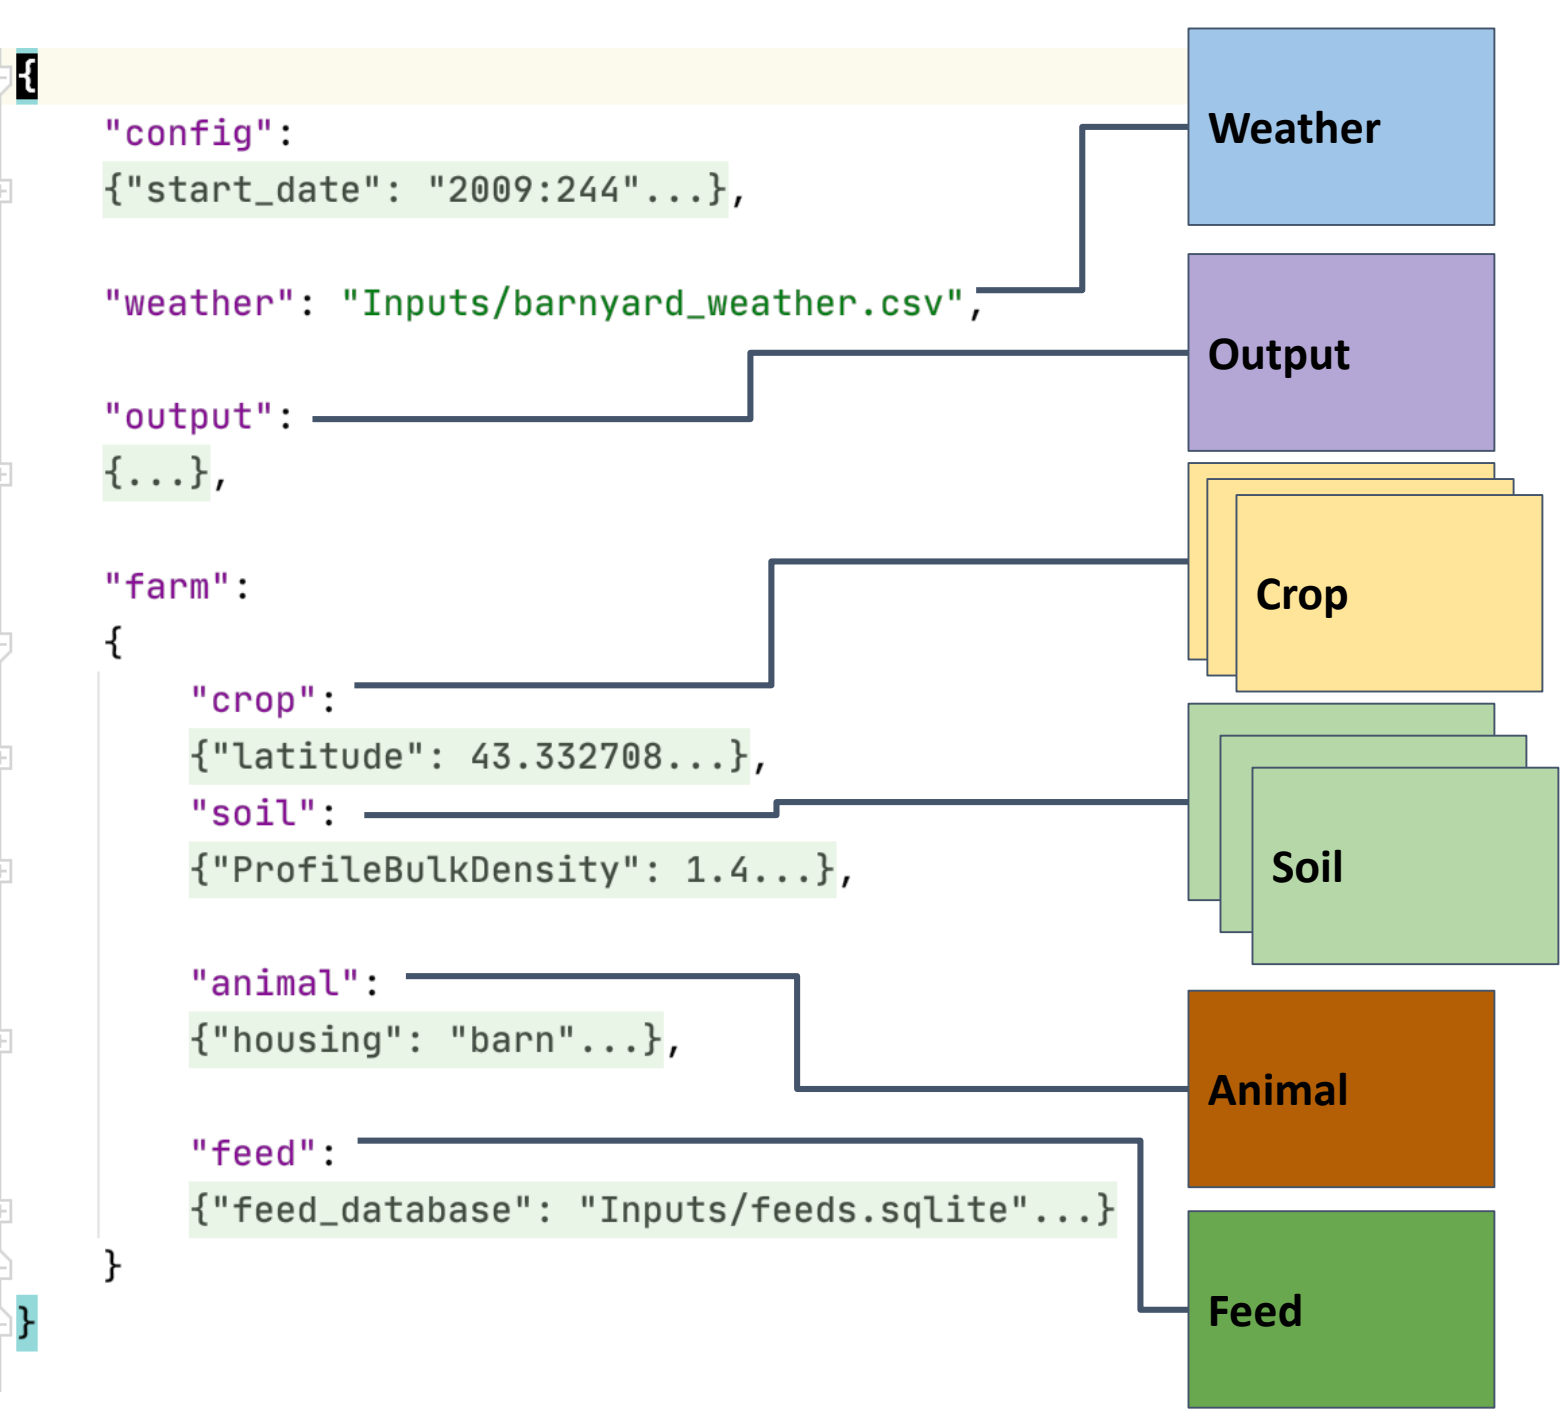 {
"config":
{"start_date": "2009:244"...},
"weather": "Inputs/barnyard_weather.csv",
"output":
{...},
"farm":
{
"crop":
{"latitude": 43.332708...},
"soil":
{"ProfileBulkDensity": 1.4...},
"animal":
{"housing": "barn"...},
"feed":
{"feed_database": "Inputs/feeds.sqlite"...}
}
}
Weather
Output
Crop
Soil
Animal
Feed